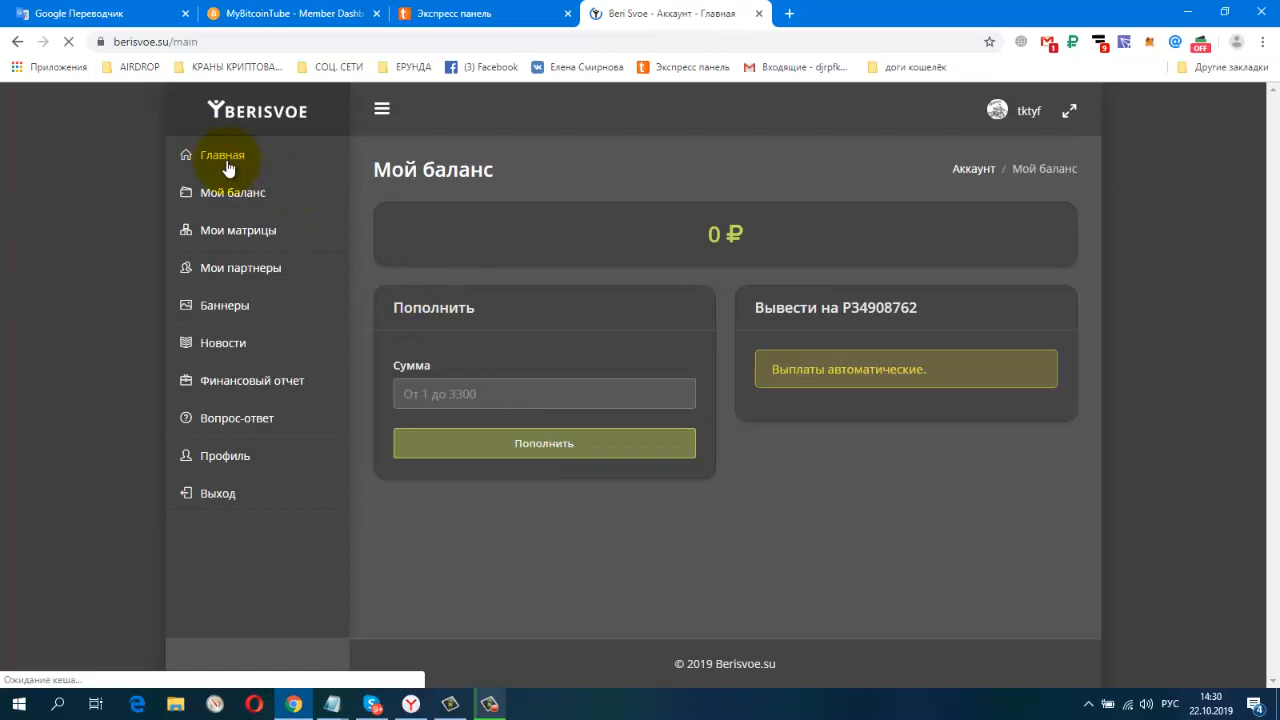 Google Переводчик
MyBitcoinTube - Member Dashb
Экспресс панель
Beri Svoe - Аккаунт - Главная
berisvoe.su/main
1
9
OFF
Приложения
AIRDROP
КРАНЫ КРИПТОВА...
СОЦ. СЕТИ
ЕРУНДА
(3) Facebook
Елена Смирнова
Экспресс панель
Входящие - djrpfk...
доги кошелёк
Другие закладки
BERISVOE
tktyf
Главная
Мой баланс
Мои матрицы
Мои партнеры
Баннеры
Новости
Финансовый отчет
Вопрос-ответ
Профиль
Выход
Мой баланс
Аккаунт / Мой баланс
0 ₽
Пополнить
Сумма
От 1 до 3300
Пополнить
Вывести на P34908762
Выплаты автоматические.
© 2019 Berisvoe.su
Ожидание кеша...
РУС
14:30
22.10.2019
4